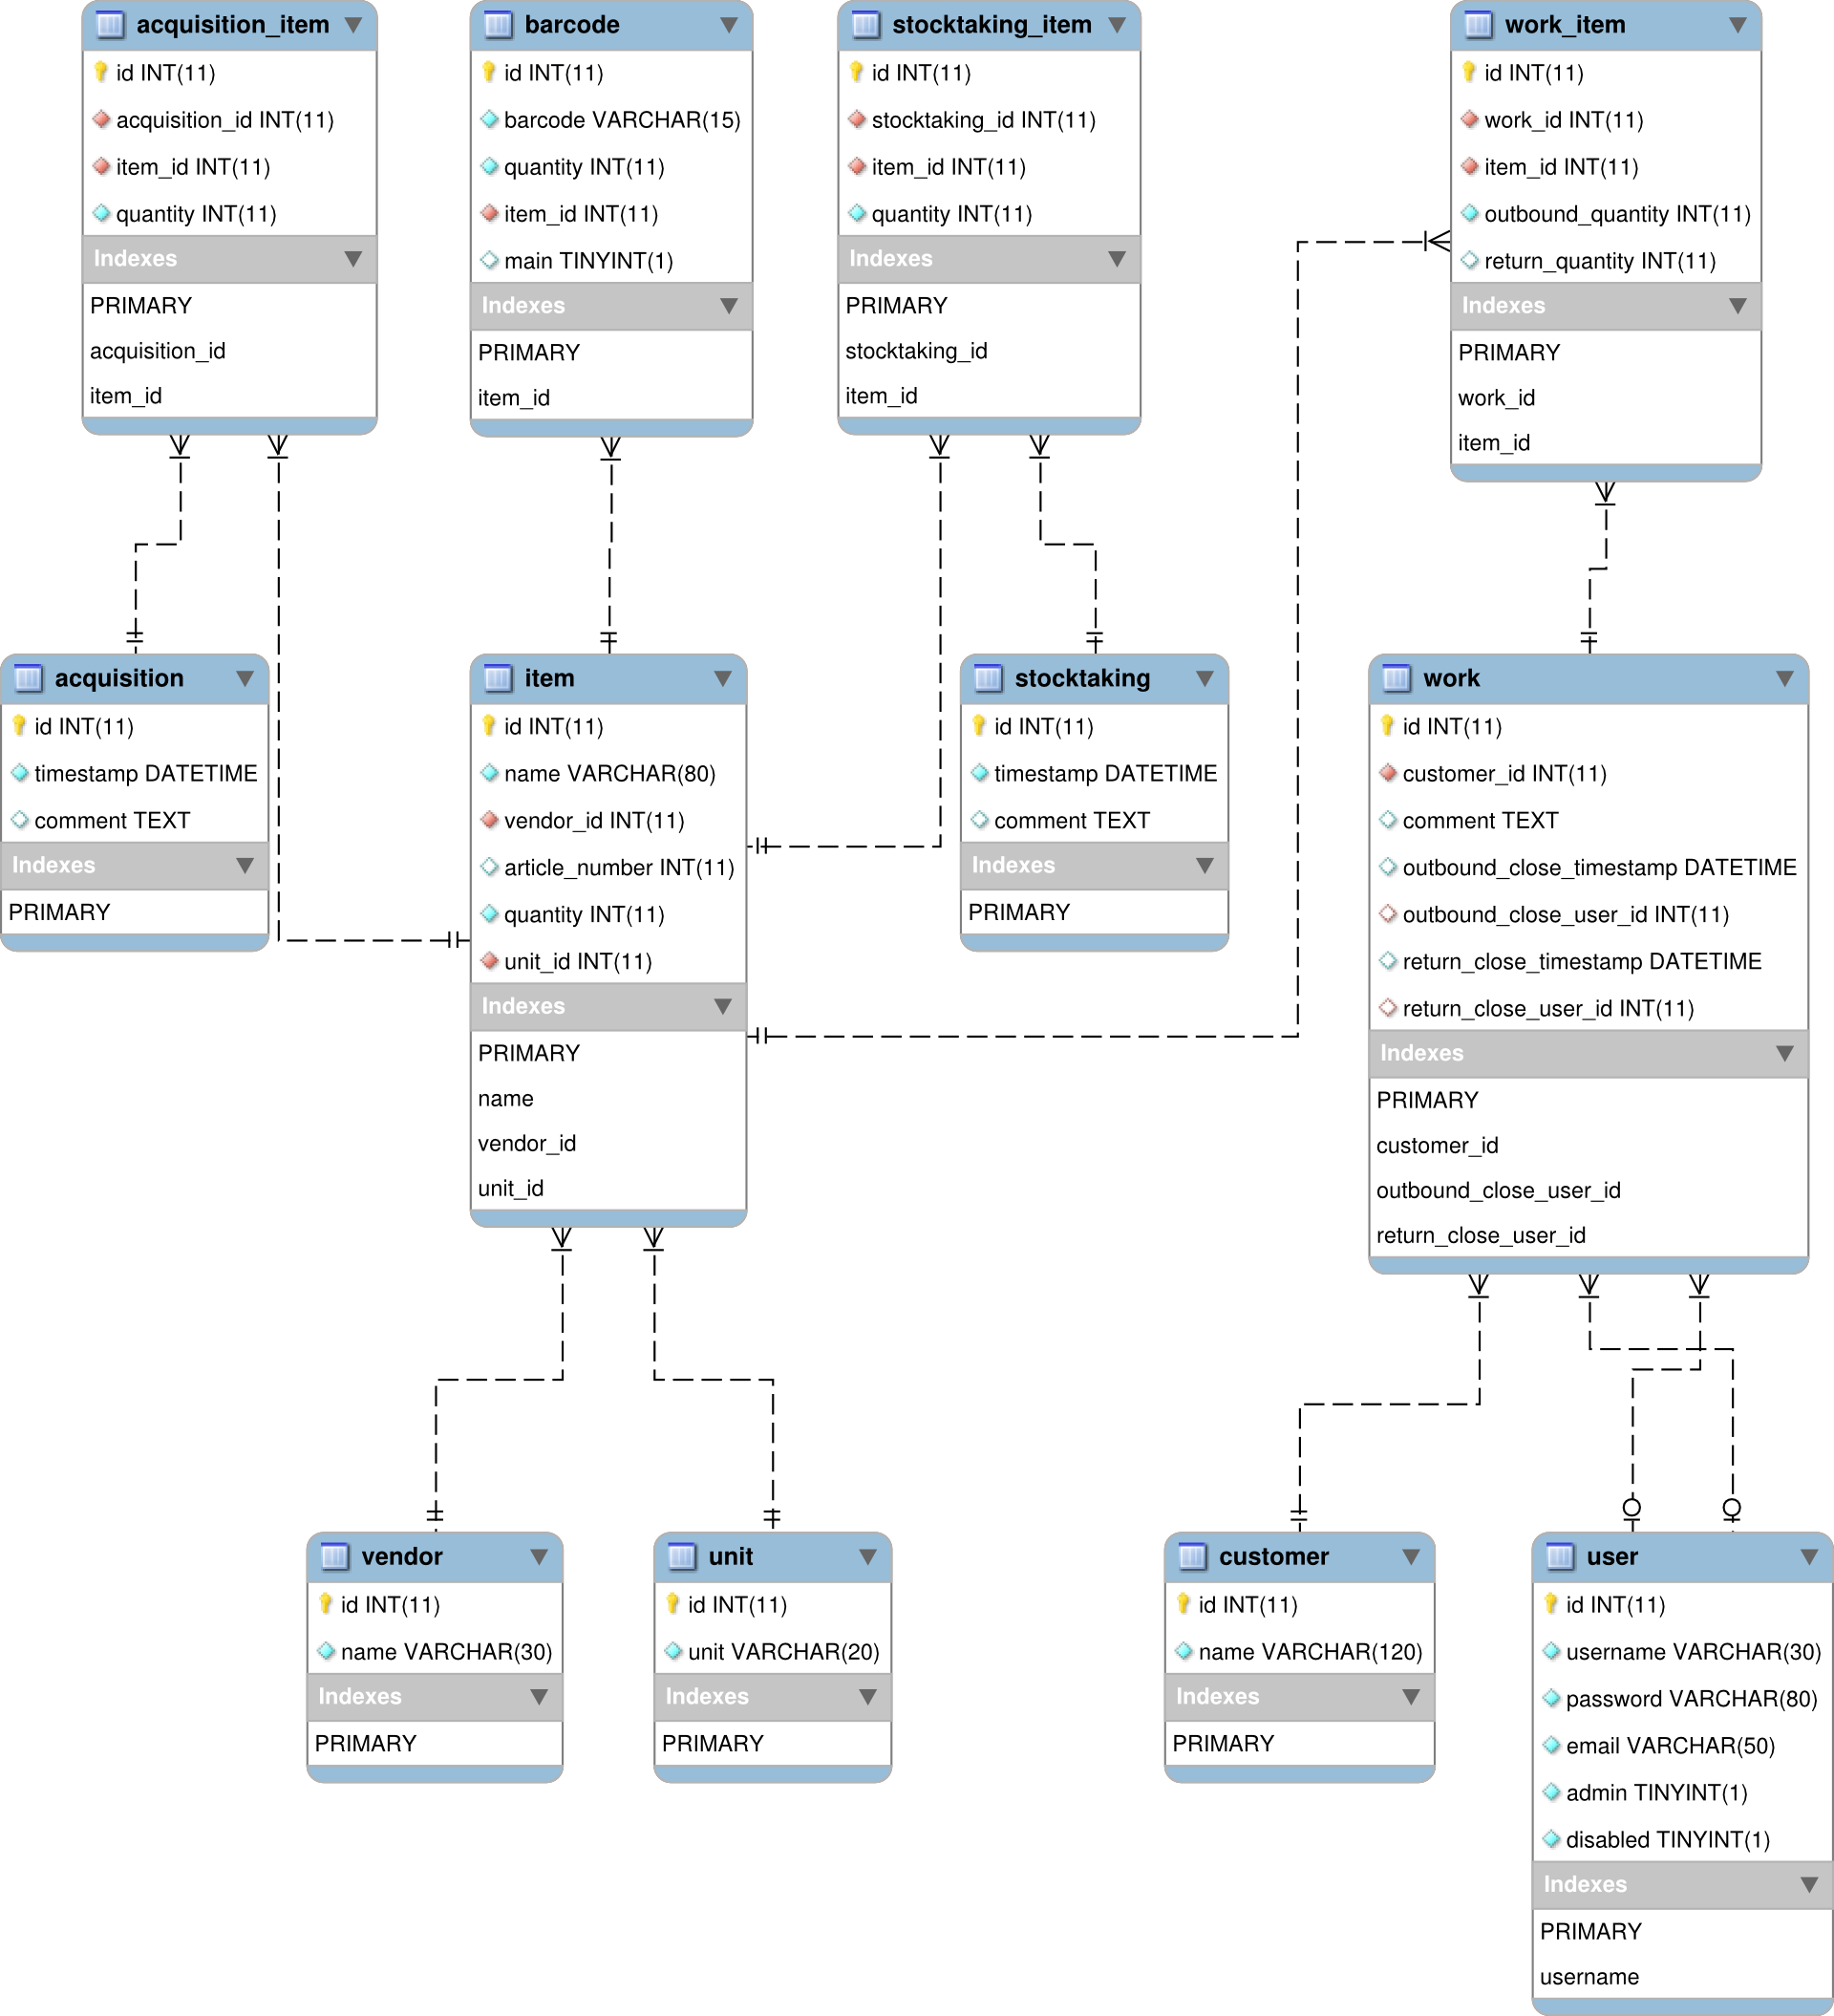 acquisition_item
id INT(11)
acquisition_id INT(11)
item_id INT(11)
quantity INT(11)
Indexes
PRIMARY
acquisition_id
item_id
barcode
id INT(11)
barcode VARCHAR(15)
quantity INT(11)
item_id INT(11)
main TINYINT(1)
Indexes
PRIMARY
item_id
stocktaking_item
id INT(11)
stocktaking_id INT(11)
item_id INT(11)
quantity INT(11)
Indexes
PRIMARY
stocktaking_id
item_id
work_item
id INT(11)
work_id INT(11)
item_id INT(11)
outbound_quantity INT(11)
return_quantity INT(11)
Indexes
PRIMARY
work_id
item_id
acquisition
id INT(11)
timestamp DATETIME
comment TEXT
Indexes
PRIMARY
item
id INT(11)
name VARCHAR(80)
vendor_id INT(11)
article_number INT(11)
quantity INT(11)
unit_id INT(11)
Indexes
PRIMARY
name
vendor_id
unit_id
stocktaking
id INT(11)
timestamp DATETIME
comment TEXT
Indexes
PRIMARY
work
id INT(11)
customer_id INT(11)
comment TEXT
outbound_close_timestamp DATETIME
outbound_close_user_id INT(11)
return_close_timestamp DATETIME
return_close_user_id INT(11)
Indexes
PRIMARY
customer_id
outbound_close_user_id
return_close_user_id
vendor
id INT(11)
name VARCHAR(30)
Indexes
PRIMARY
unit
id INT(11)
unit VARCHAR(20)
Indexes
PRIMARY
customer
id INT(11)
name VARCHAR(120)
Indexes
PRIMARY
user
id INT(11)
username VARCHAR(30)
password VARCHAR(80)
email VARCHAR(50)
admin TINYINT(1)
disabled TINYINT(1)
Indexes
PRIMARY
username